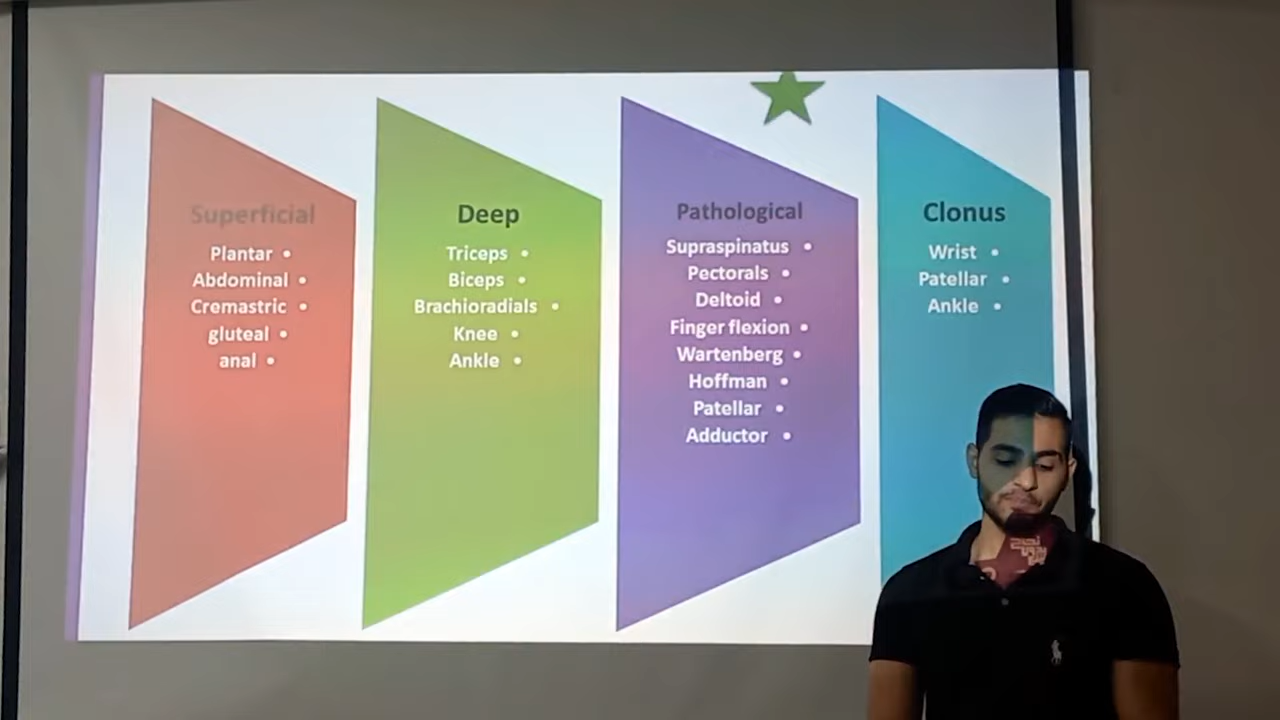 Superficial
Plantar •
Abdominal •
Cremastric •
gluteal •
anal •
Deep
Triceps •
Biceps •
Brachioradials •
Knee •
Ankle •
Pathological
Supraspinatus •
Pectorals •
Deltoid •
Finger flexion •
Wartenberg •
Hoffman •
Patellar •
Adductor •
Clonus
Wrist •
Patellar •
Ankle •